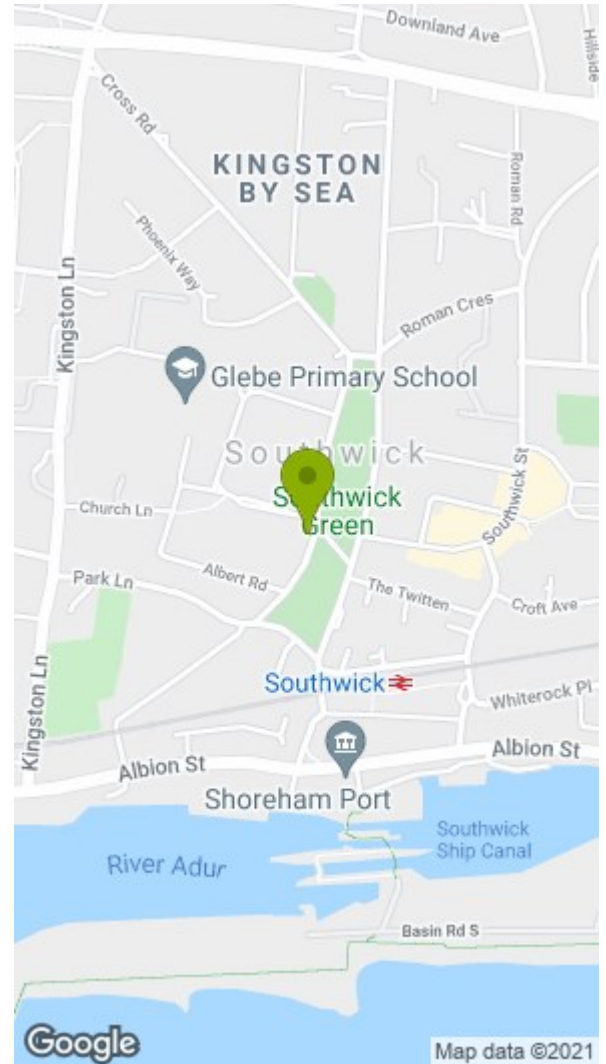 Downland Ave
Hillside
Cross Rd
KINGSTON
BY SEA
Roman Rd
Phoenix Way
Kingston Ln
Roman Cres
Glebe Primary School
Southwick
Southwick
Green
Southwick St
Church Ln
Albert Rd
Park Ln
The Twitten
Croft Ave
Southwick
Kingston Ln
Whiterock Pl
Albion St
Albion St
Shoreham Port
Southwick
Ship Canal
River Adur
Basin Rd S
Google
Map data ©2021